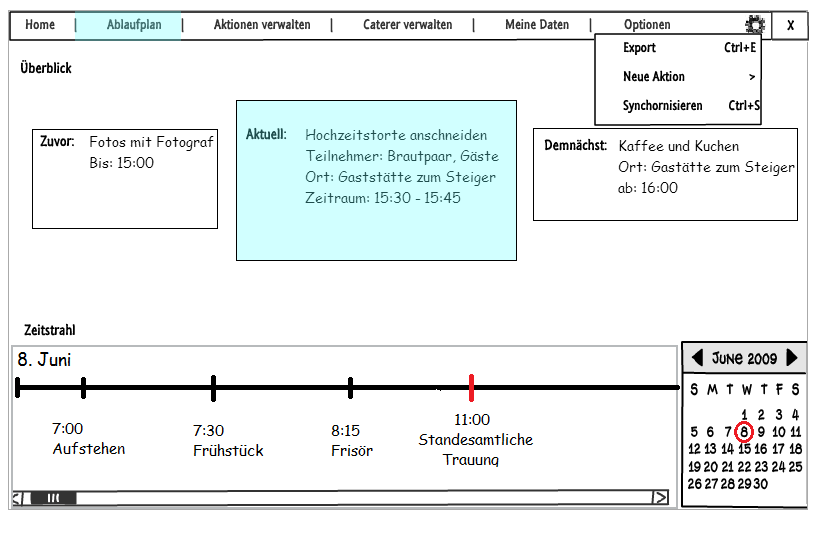 Home | Ablaufplan | Aktionen verwalten | Caterer verwalten | Meine Daten | Optionen X
Export Ctrl+E
Neue Aktion >
Synchornisieren Ctrl+S
Überblick
Zuvor: Fotos mit Fotograf
Bis: 15:00
Aktuell: Hochzeitstorte anschneiden
Teilnehmer: Brautpaar, Gäste
Ort: Gaststätte zum Steiger
Zeitraum: 15:30 - 15:45
Demnächst: Kaffee und Kuchen
Ort: Gastätte zum Steiger
ab: 16:00
Zeitstrahl
8. Juni
7:00
Aufstehen
7:30
Frühstück
8:15
Frisör
11:00
Standesamtliche
Trauung
JUNE 2009
S M T W T F S
1 2 3 4
5 6 7 8 9 10 11
12 13 14 15 16 17 18
19 20 21 22 23 24 25
26 27 28 29 30